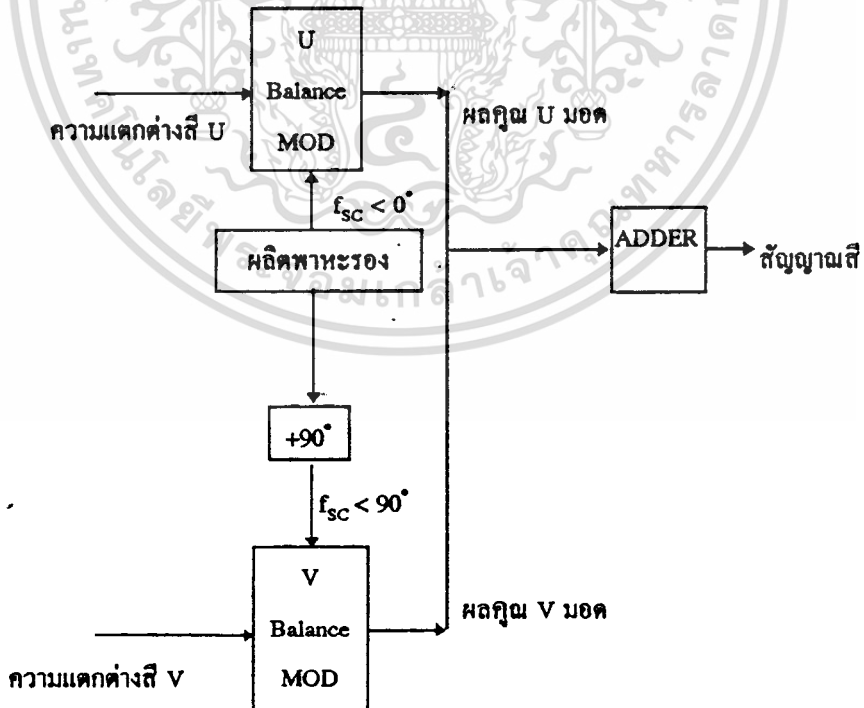 U
Balance
MOD
ความแตกต่างสี U
ผลคูณ U มอด
f_SC < 0°
ผลิตพาหะรอง
ADDER
สัญญาณสี
+90°
f_SC < 90°
V
Balance
MOD
ผลคูณ V มอด
ความแตกต่างสี V